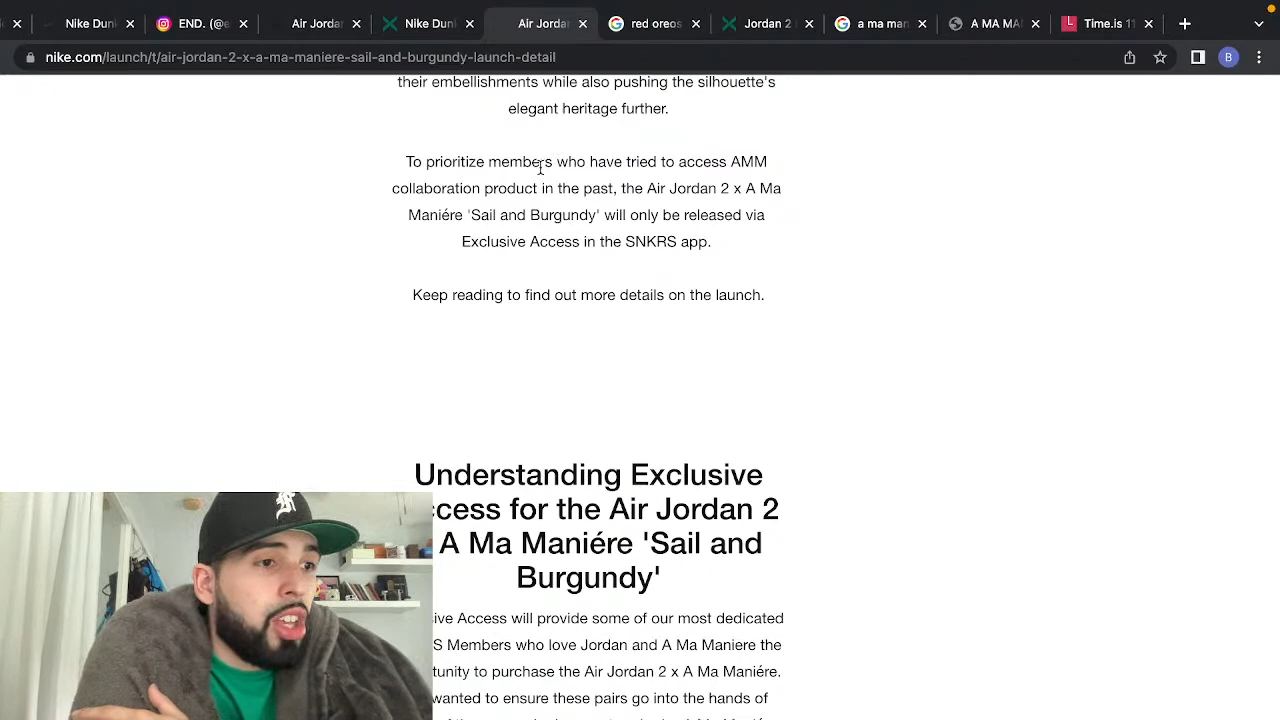 END. (@e
Air Jordar
Nike Dunk
Air Jordar
red oreos
Jordan 2
a ma man
A MA MA
Time.is 11
nike.com/launch/t/air-jordan-2-x-a-ma-maniere-sail-and-burgundy-launch-detail
B
their embellishments while also pushing the silhouette's
elegant heritage further.
To prioritize members who have tried to access AMM
collaboration product in the past, the Air Jordan 2 x A Ma
Maniére 'Sail and Burgundy' will only be released via
Exclusive Access in the SNKRS app.
Keep reading to find out more details on the launch.
Understanding Exclusive
ccess for the Air Jordan 2
A Ma Maniére 'Sail and
Burgundy'
ive Access will provide some of our most dedicated
S Members who love Jordan and A Ma Maniere the
tunity to purchase the Air Jordan 2 x A Ma Maniére.
wanted to ensure these pairs go into the hands of